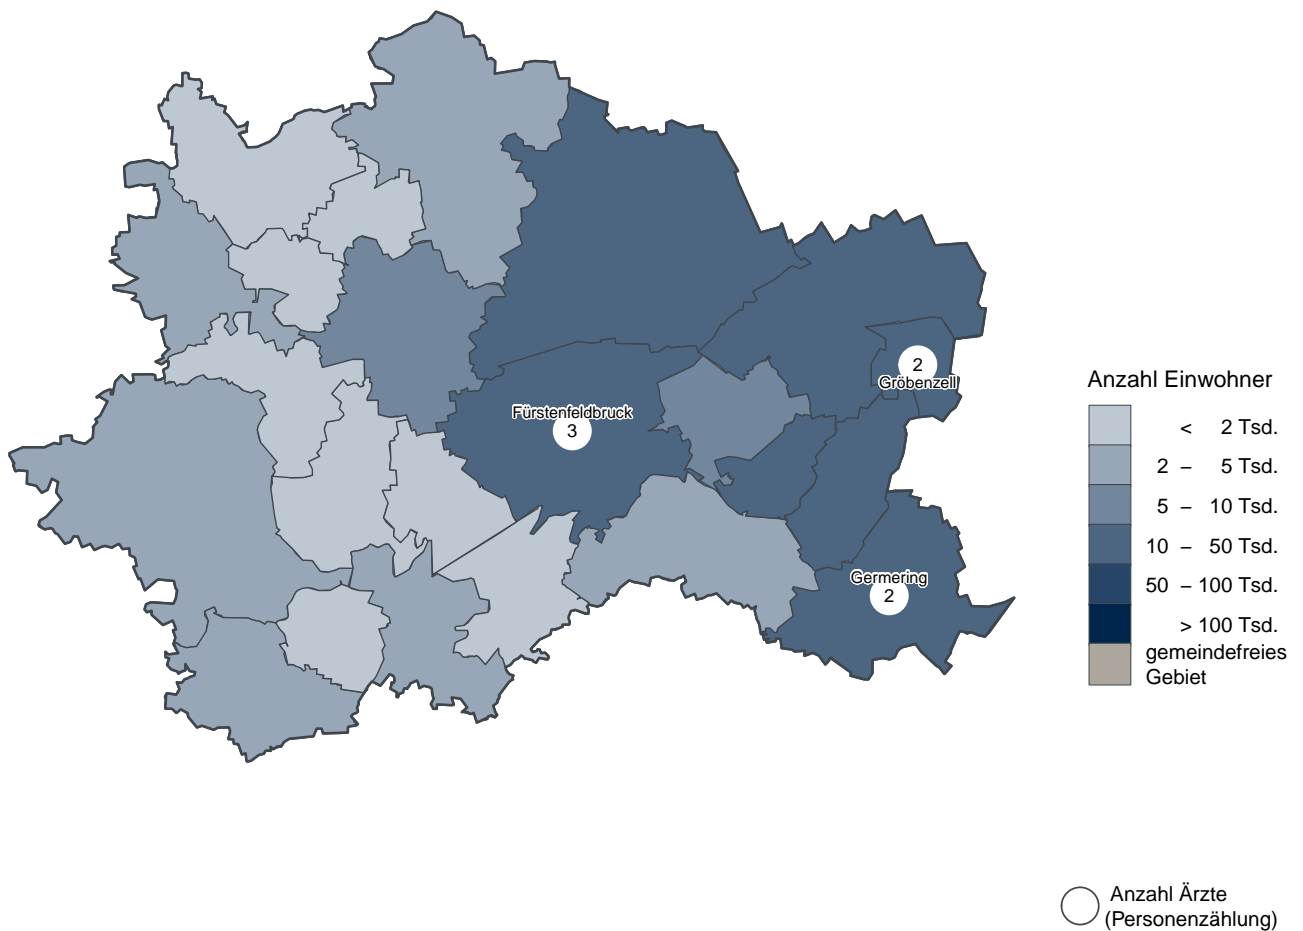 2
Gröbenzell
Fürstenfeldbruck
3
Germering
2
Anzahl Einwohner
< 2 Tsd.
2 – 5 Tsd.
5 – 10 Tsd.
10 – 50 Tsd.
50 – 100 Tsd.
> 100 Tsd.
gemeindefreies
Gebiet
Anzahl Ärzte
(Personenzählung)